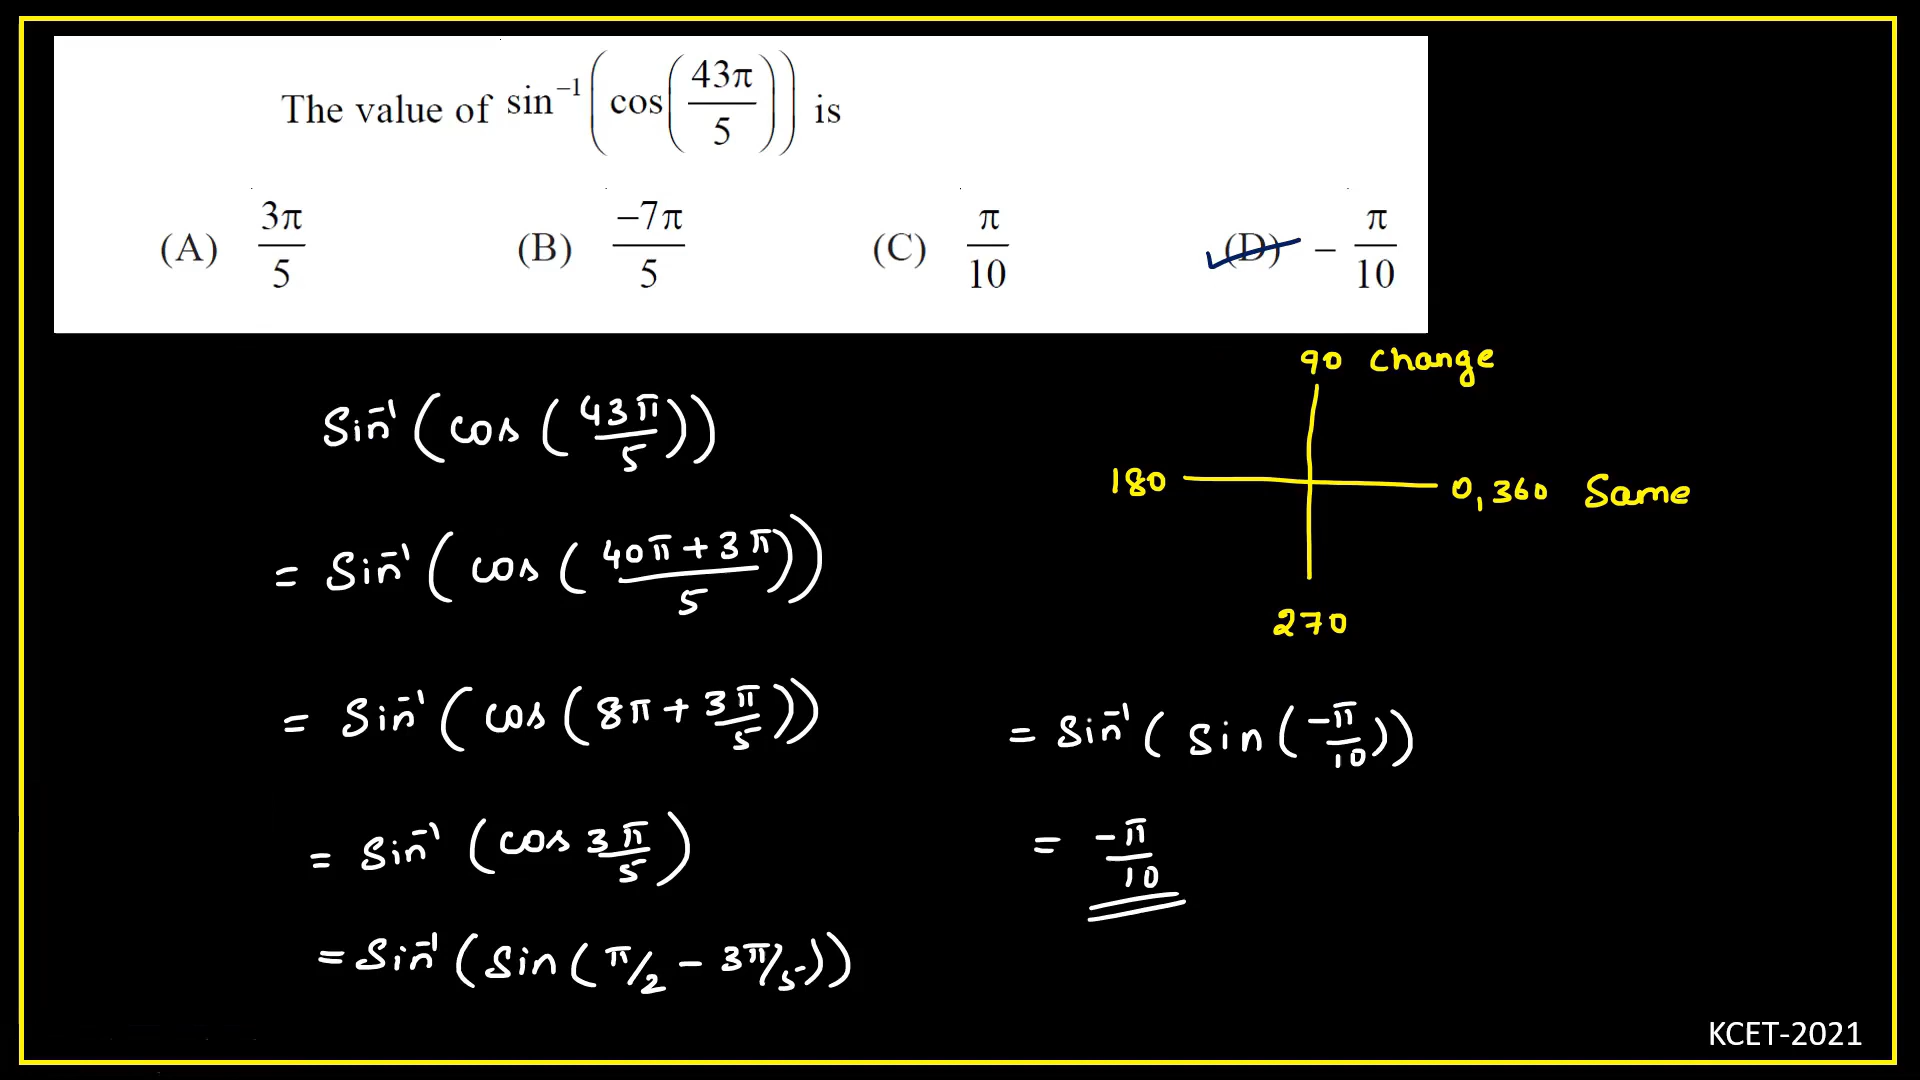 The value of sin⁻¹(cos(43π/5)) is
(A) 3π/5 (B) −7π/5 (C) π/10 (D) − π/10
90 change
180 0, 360 Same
270
Sin⁻¹(cos(43π/5))
= Sin⁻¹(cos(40π+3π/5))
= Sin⁻¹(cos(8π+3π/5))
= Sin⁻¹(cos 3π/5)
= Sin⁻¹(Sin(π/2 − 3π/5))
= Sin⁻¹(Sin(−π/10))
= −π/10
KCET-2021